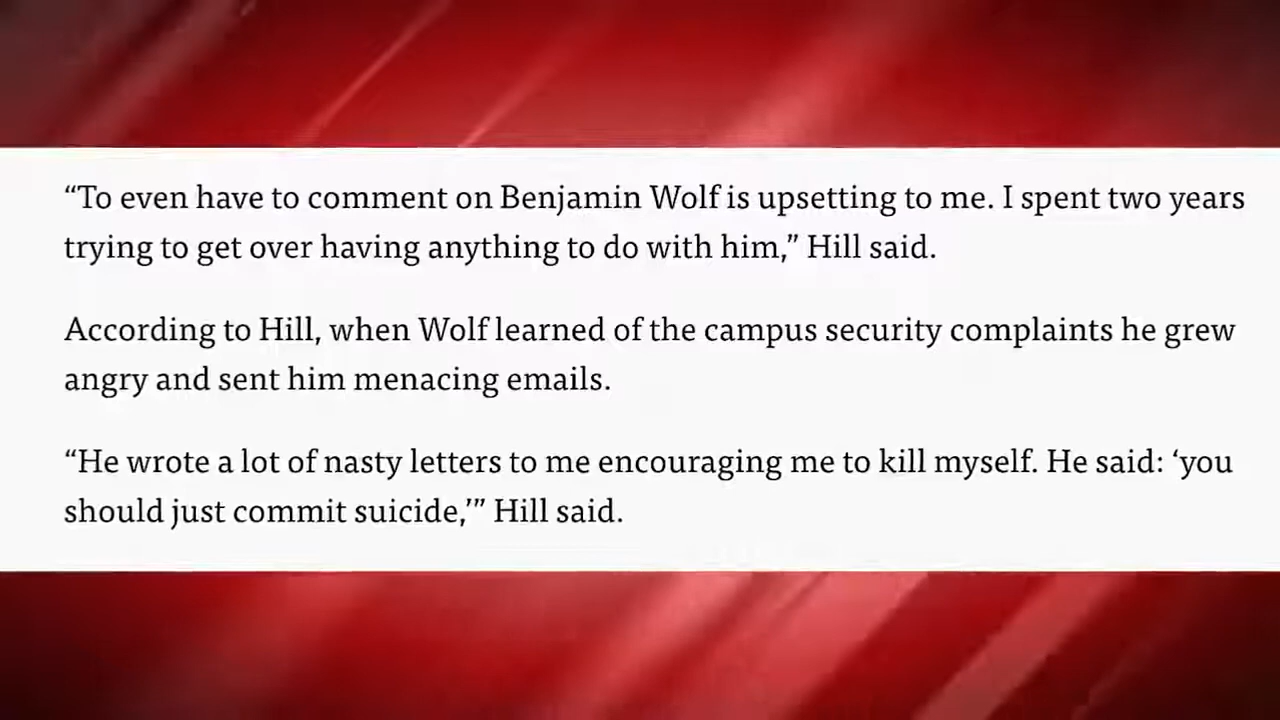 “To even have to comment on Benjamin Wolf is upsetting to me. I spent two years
trying to get over having anything to do with him,” Hill said.
According to Hill, when Wolf learned of the campus security complaints he grew
angry and sent him menacing emails.
“He wrote a lot of nasty letters to me encouraging me to kill myself. He said: ‘you
should just commit suicide,’” Hill said.